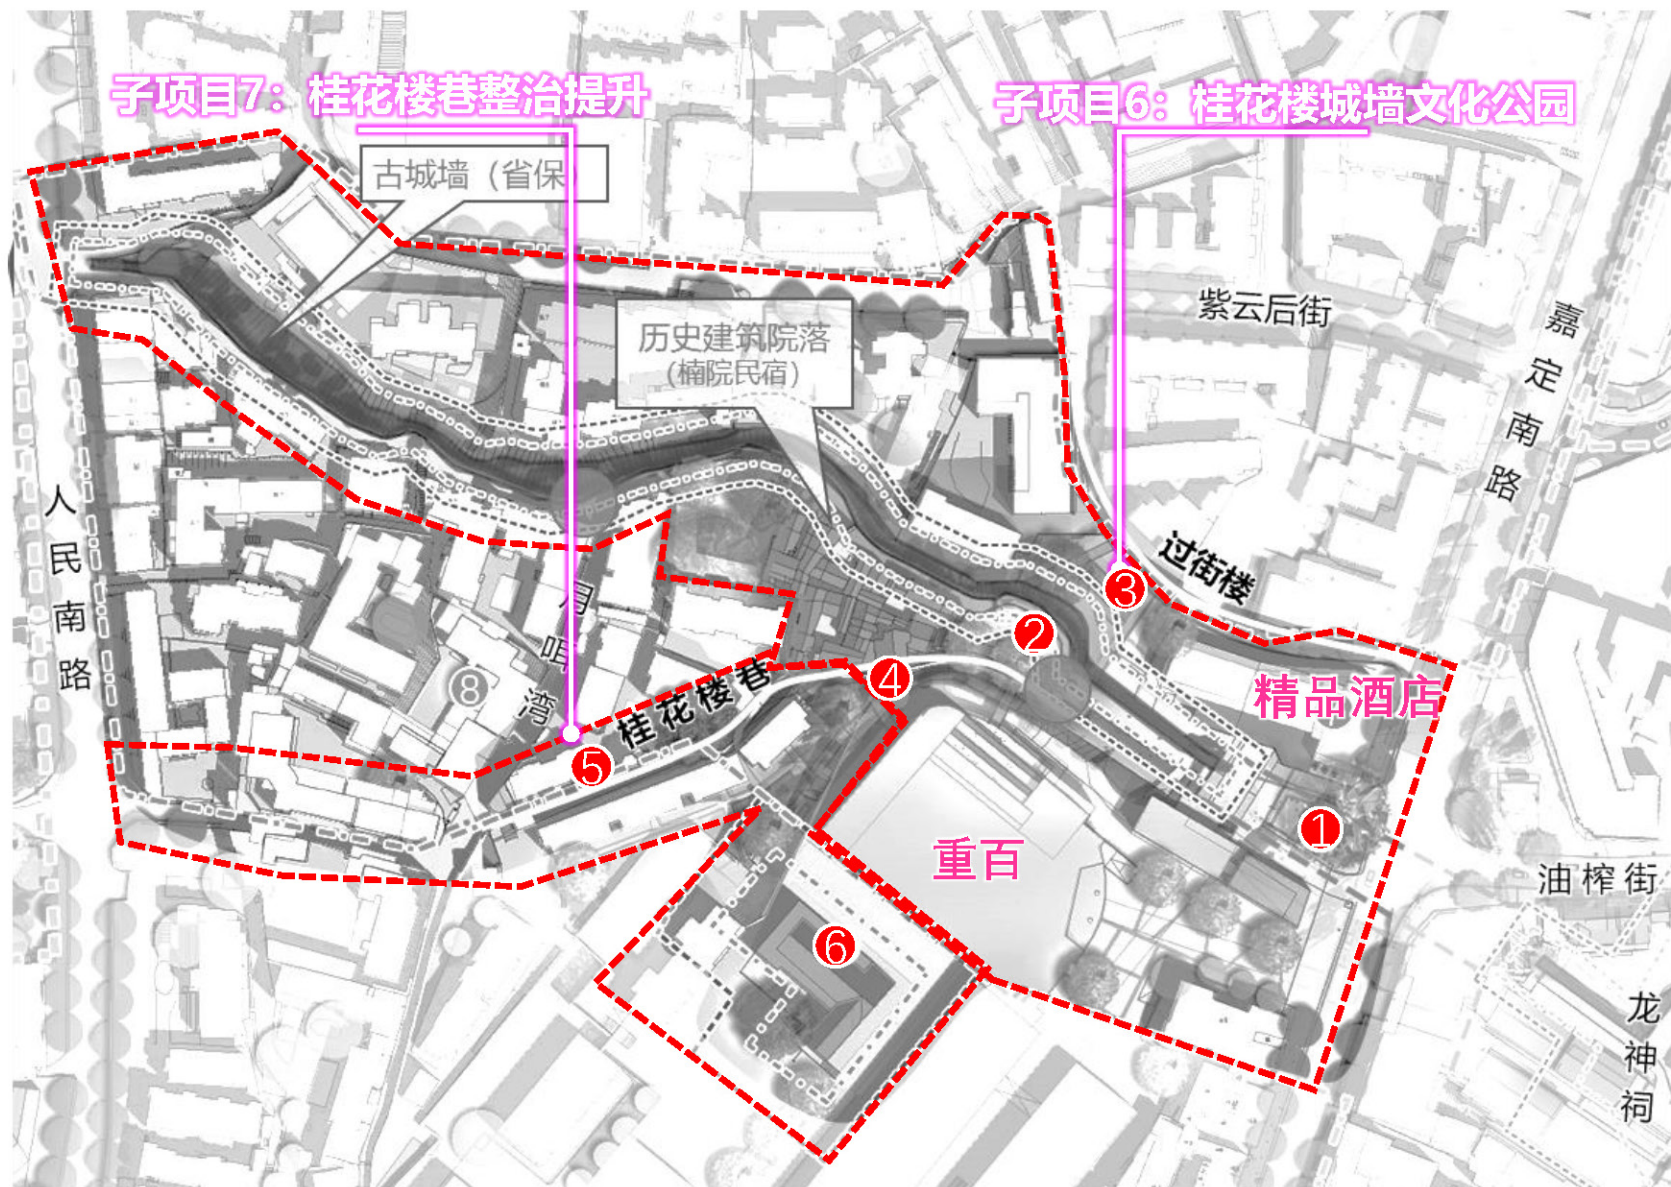 子项目7：桂花楼巷整治提升
子项目6：桂花楼城墙文化公园
古城墙（省保
历史建筑院落
（楠院民宿）
紫云后街
嘉定南路
人民南路
过街楼
③
②
月咡湾
④
桂花楼巷
精品酒店
⑧
⑤
①
重百
油榨街
⑥
龙神祠